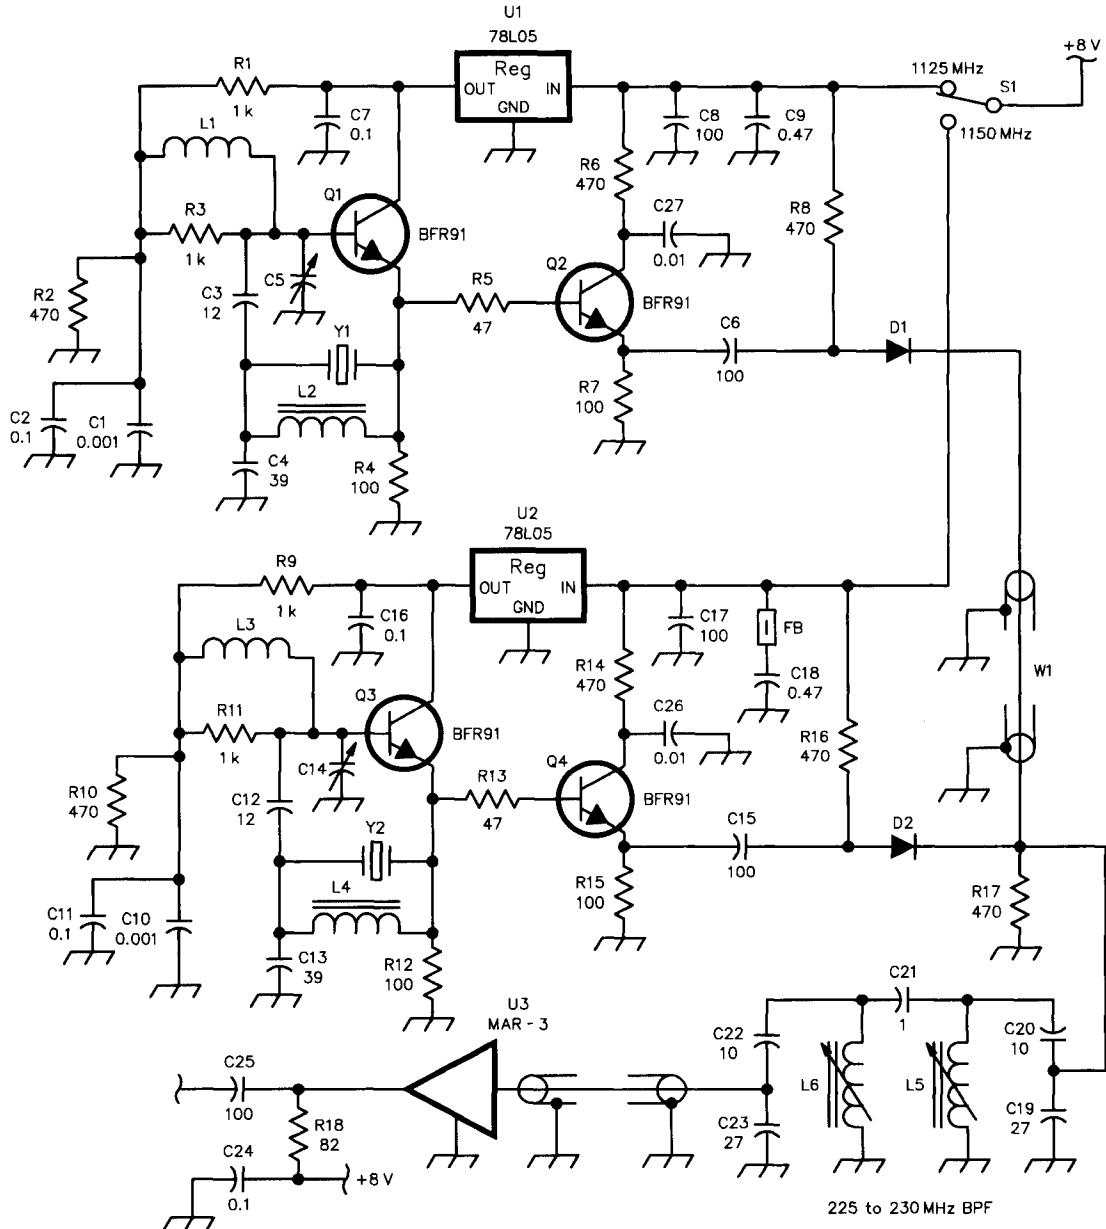 U1
78L05
Reg
OUT
IN
GND
+8 V
1125 MHz
S1
1150 MHz
R1
1 k
C7
0.1
C8
100
C9
0.47
L1
R6
470
R8
470
Q1
BFR91
R3
1k
C27
0.01
C5
Q2
BFR91
R5
47
R2
470
C3
12
C6
100
D1
Y1
R7
100
L2
C2
0.1
C1
0.001
C4
39
R4
100
U2
78L05
Reg
OUT
IN
GND
R9
1 k
C16
0.1
C17
100
FB
C18
0.47
L3
R14
470
W1
Q3
BFR91
R11
1k
C26
0.01
R16
470
C14
Q4
BFR91
R13
47
R10
470
C12
12
C15
100
D2
Y2
R15
100
R17
470
L4
C11
0.1
C10
0.001
C13
39
R12
100
U3
MAR-3
C21
1
C22
10
C20
10
L6
L5
C25
100
R18
82
C23
27
C19
27
C24
0.1
+8 V
225 to 230 MHz BPF